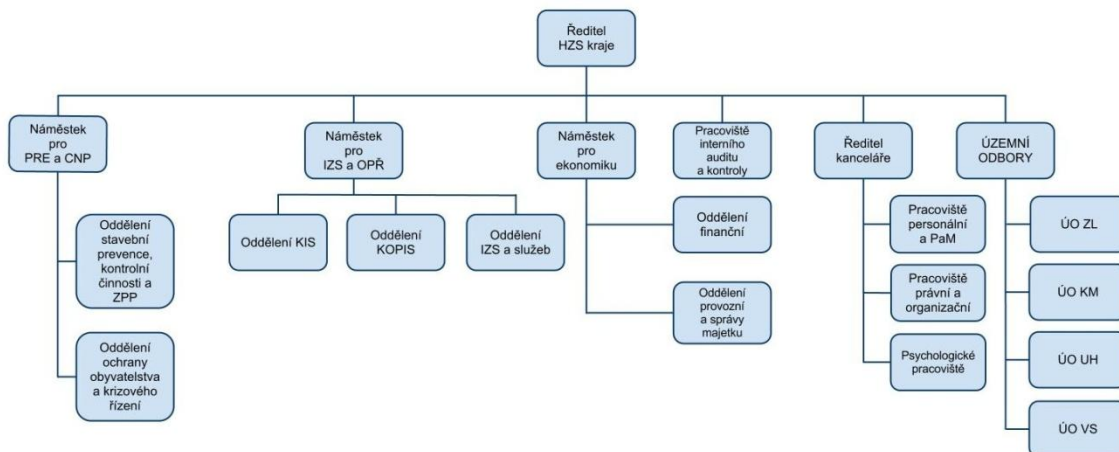 Ředitel
HZS kraje
Náměstek
pro
PRE a CNP
Náměstek
pro
IZS a OPŘ
Náměstek
pro
ekonomiku
Pracoviště
interního
auditu
a kontroly
Ředitel
kanceláře
ÚZEMNÍ
ODBORY
Oddělení
stavební
prevence,
kontrolní
činnosti a
ZPP
Oddělení
ochrany
obyvatelstva
a krizového
řízení
Oddělení KIS
Oddělení
KOPIS
Oddělení
IZS a služeb
Oddělení
finanční
Oddělení
provozní
a správy
majetku
Pracoviště
personální
a PaM
Pracoviště
právní a
organizační
Psychologické
pracoviště
ÚO ZL
ÚO KM
ÚO UH
ÚO VS